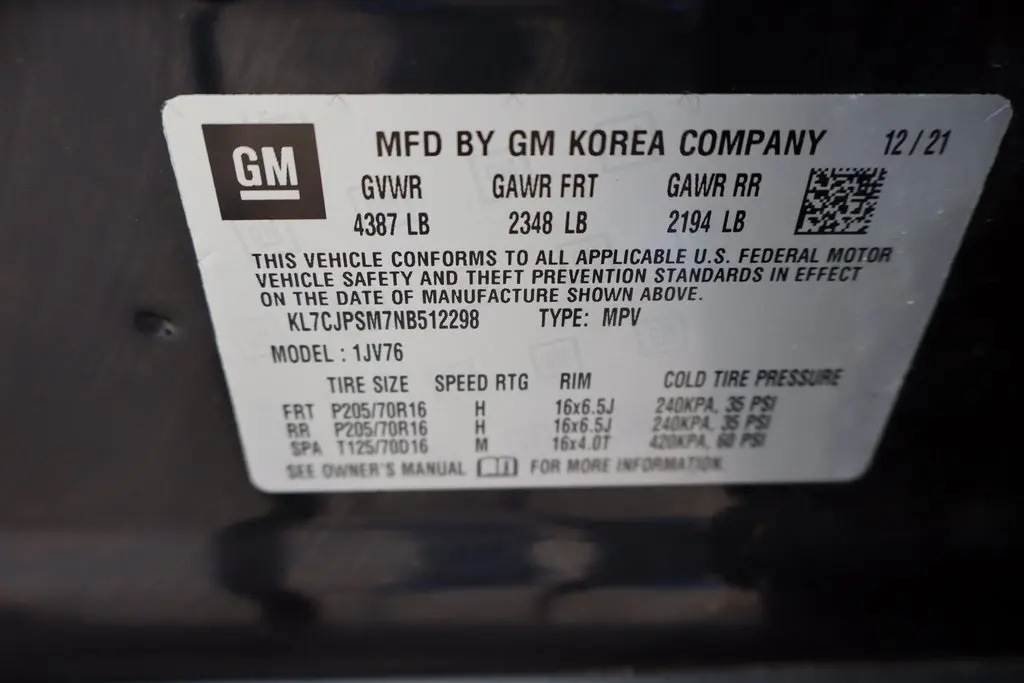 GM MFD BY GM KOREA COMPANY 12/21
GVWR GAWR FRT GAWR RR
4387 LB 2348 LB 2194 LB
THIS VEHICLE CONFORMS TO ALL APPLICABLE U.S. FEDERAL MOTOR
VEHICLE SAFETY AND THEFT PREVENTION STANDARDS IN EFFECT
ON THE DATE OF MANUFACTURE SHOWN ABOVE.
KL7CJPSM7NB512298 TYPE: MPV
MODEL : 1JV76
TIRE SIZE SPEED RTG RIM COLD TIRE PRESSURE
FRT P205/70R16 H 16x6.5J 240KPA, 35 PSI
RR P205/70R16 H 16x6.5J 240KPA, 35 PSI
SPA T125/70D16 M 16x4.0T 420KPA, 60 PSI
SEE OWNER'S MANUAL FOR MORE INFORMATION